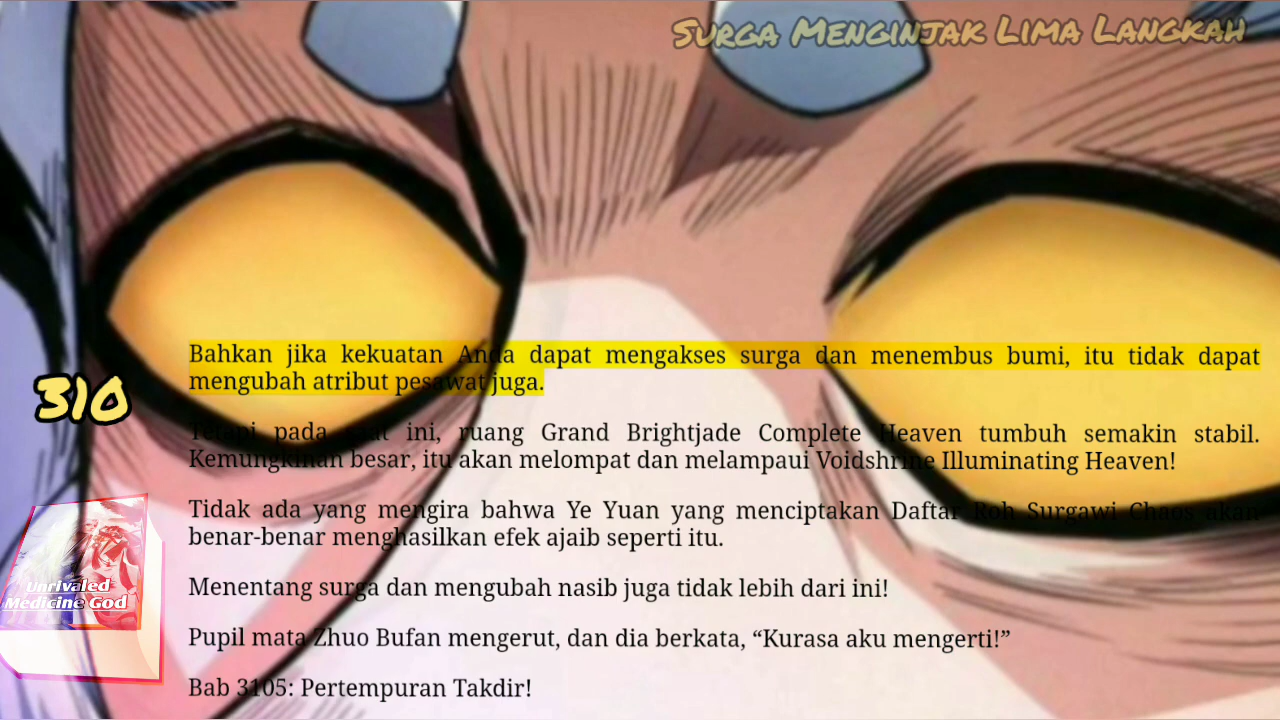 Surga Menginjak Lima Langkah
Bahkan jika kekuatan Anda dapat mengakses surga dan menembus bumi, itu tidak dapat
mengubah atribut pesawat juga.
310
Tetapi pada saat ini, ruang Grand Brightjade Complete Heaven tumbuh semakin stabil.
Kemungkinan besar, itu akan melompat dan melampaui Voidshrine Illuminating Heaven!
Tidak ada yang mengira bahwa Ye Yuan yang menciptakan Daftar Roh Surgawi Chaos akan
benar-benar menghasilkan efek ajaib seperti itu.
Unrivaled
Medicine God
Menentang surga dan mengubah nasib juga tidak lebih dari ini!
Pupil mata Zhuo Bufan mengerut, dan dia berkata, “Kurasa aku mengerti!”
Bab 3105: Pertempuran Takdir!